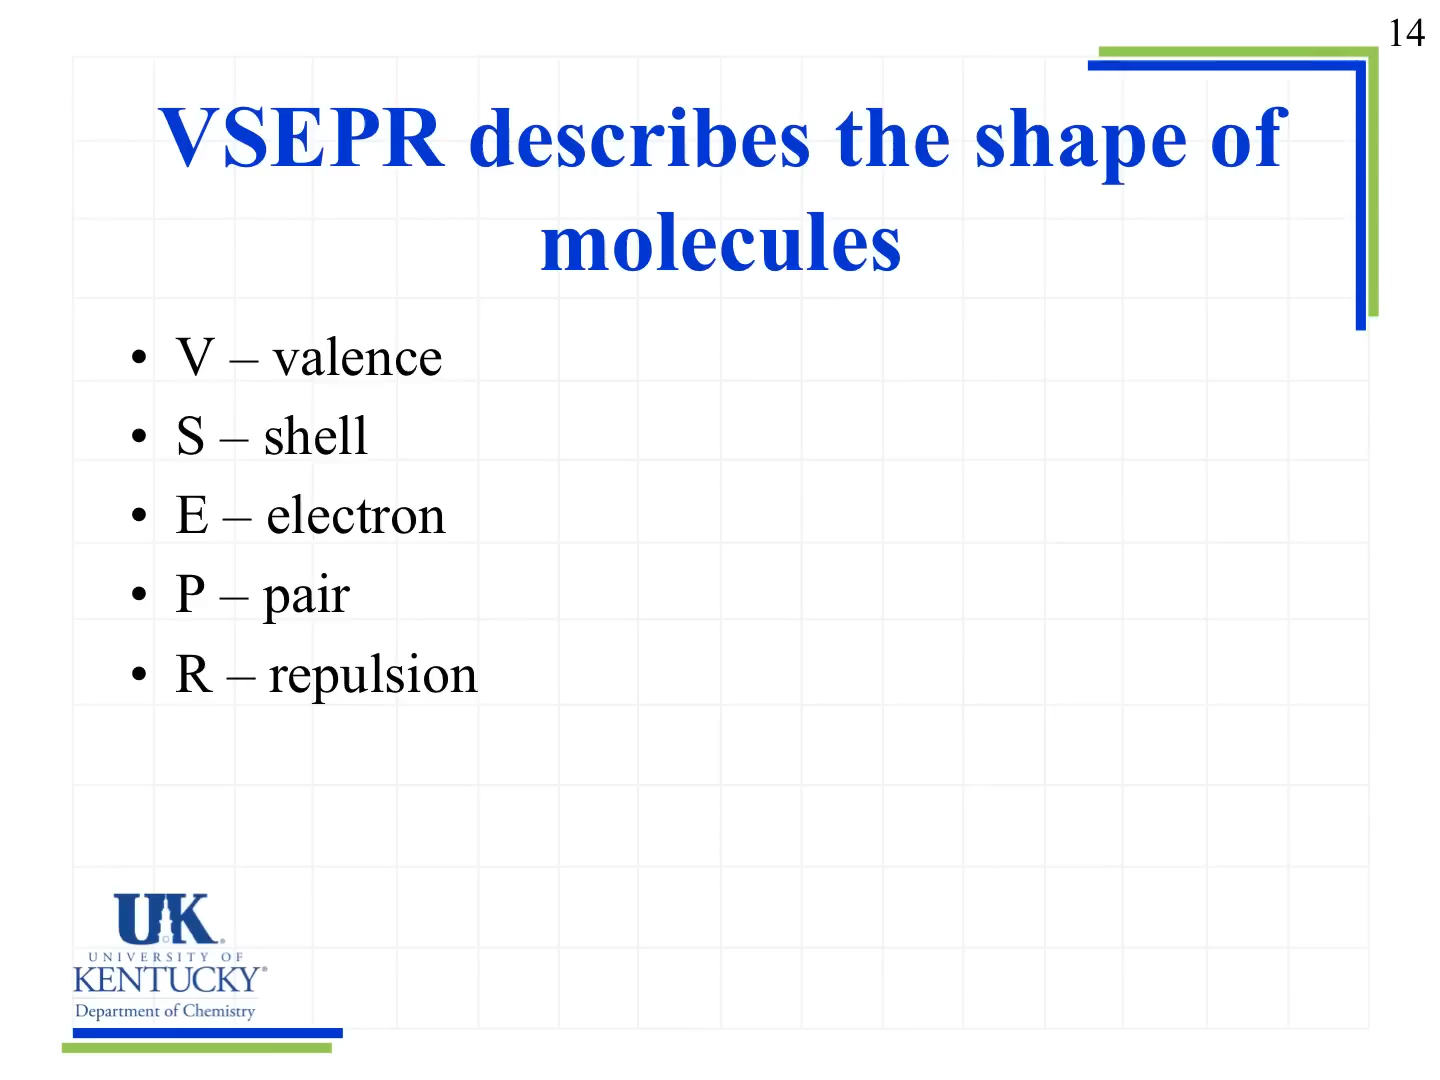 14
VSEPR describes the shape of
molecules
• V – valence
• S – shell
• E – electron
• P – pair
• R – repulsion
UK®
UNIVERSITY OF
KENTUCKY®
Department of Chemistry